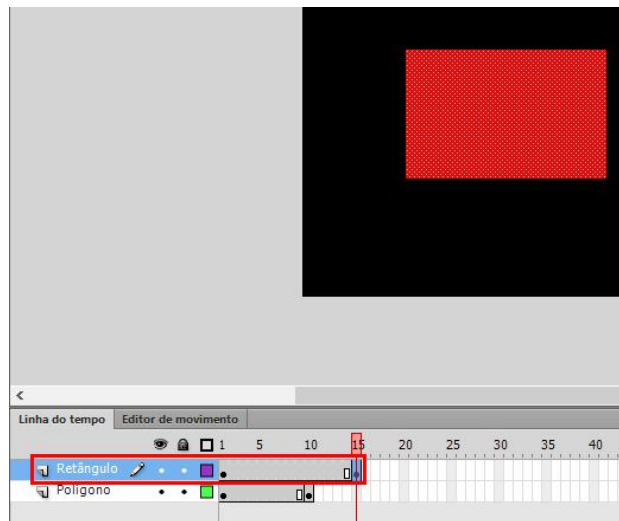 <
Linha do tempo Editor de movimento
1 5 10 15 20 25 30 35 40
Retângulo
Polígono